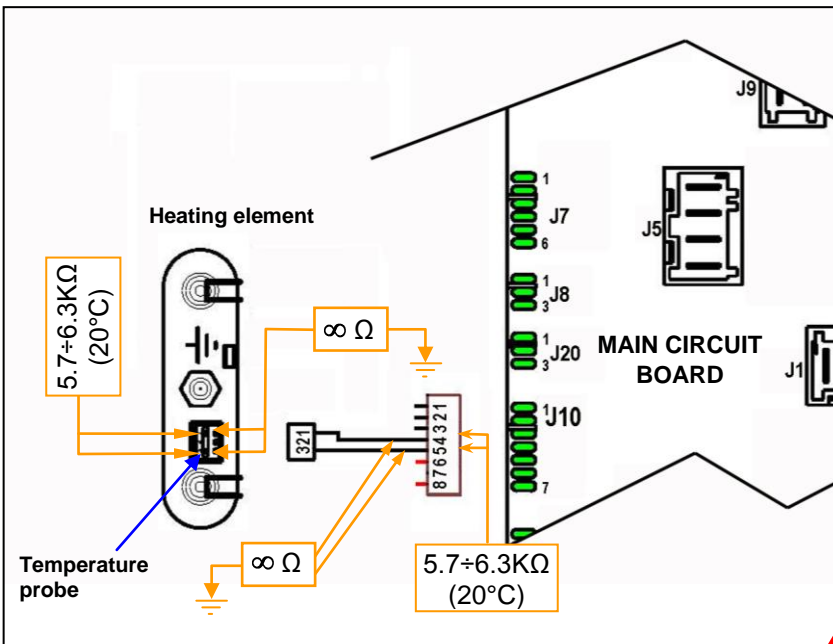 J9
1
J7
6
J5
Heating element
5.7÷6.3KΩ
(20°C)
∞ Ω
1
J8
3
1
J20
3
MAIN CIRCUIT
BOARD
J1
321
87654321
1
J10
7
∞ Ω
5.7÷6.3KΩ
(20°C)
Temperature
probe